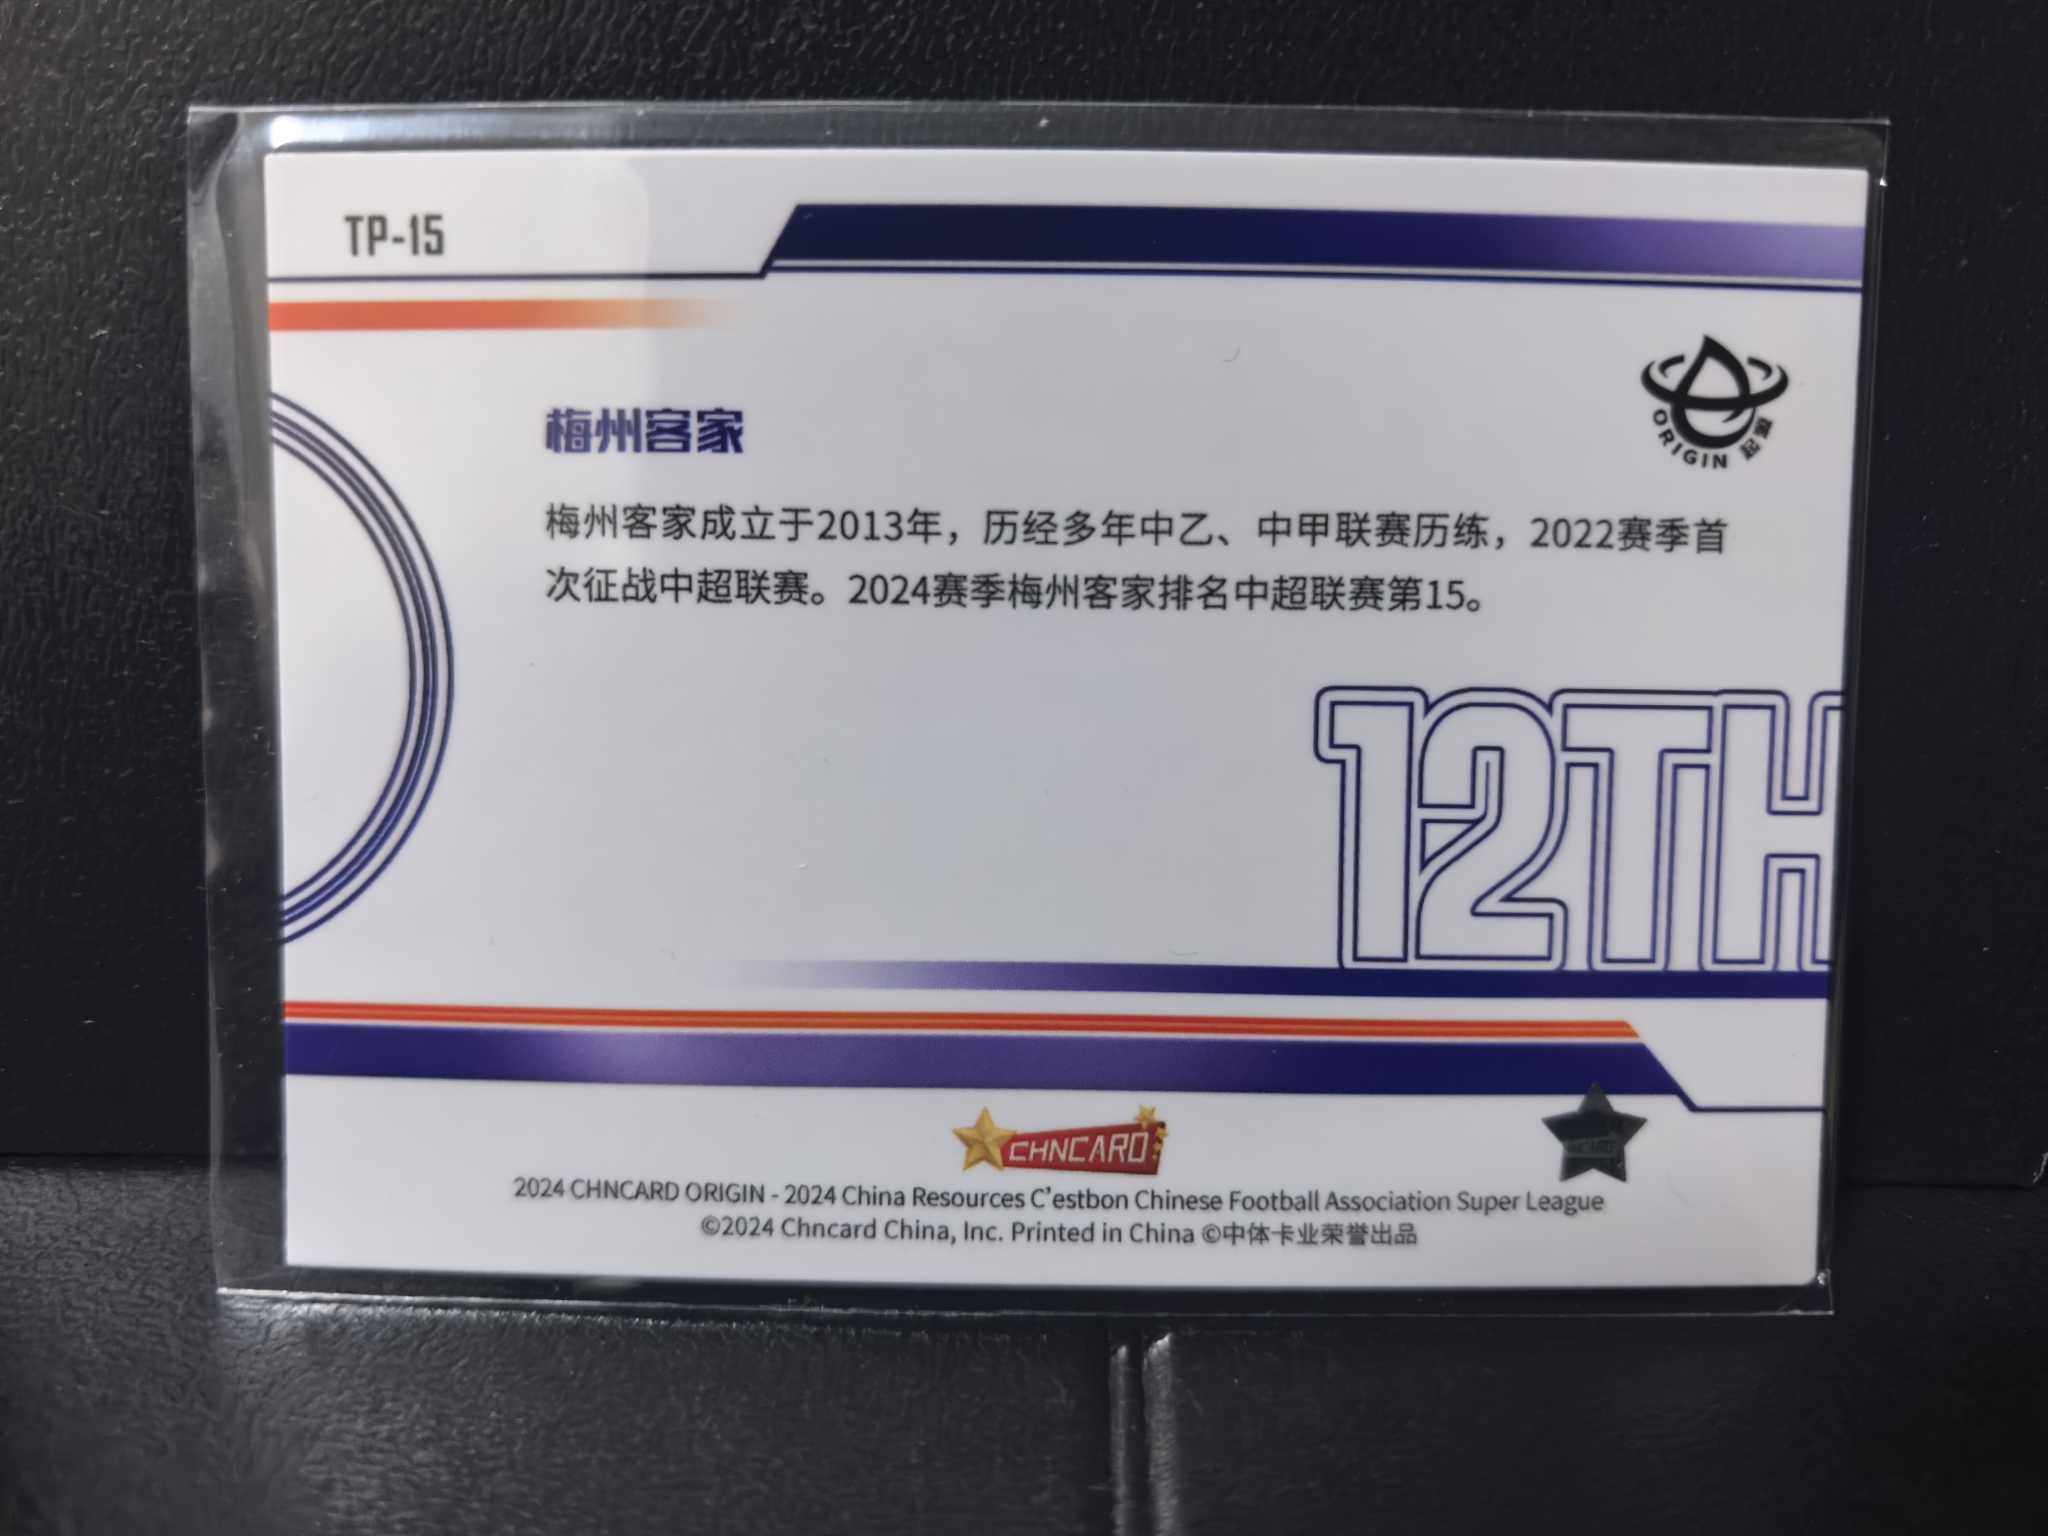 TP-15
ORIGIN 起盟
梅州客家
梅州客家成立于2013年，历经多年中乙、中甲联赛历练，2022赛季首
次征战中超联赛。2024赛季梅州客家排名中超联赛第15。
12TH
CHNCARD
2024 CHNCARD ORIGIN - 2024 China Resources C'estbon Chinese Football Association Super League
©2024 Chncard China, Inc. Printed in China ©中体卡业荣誉出品